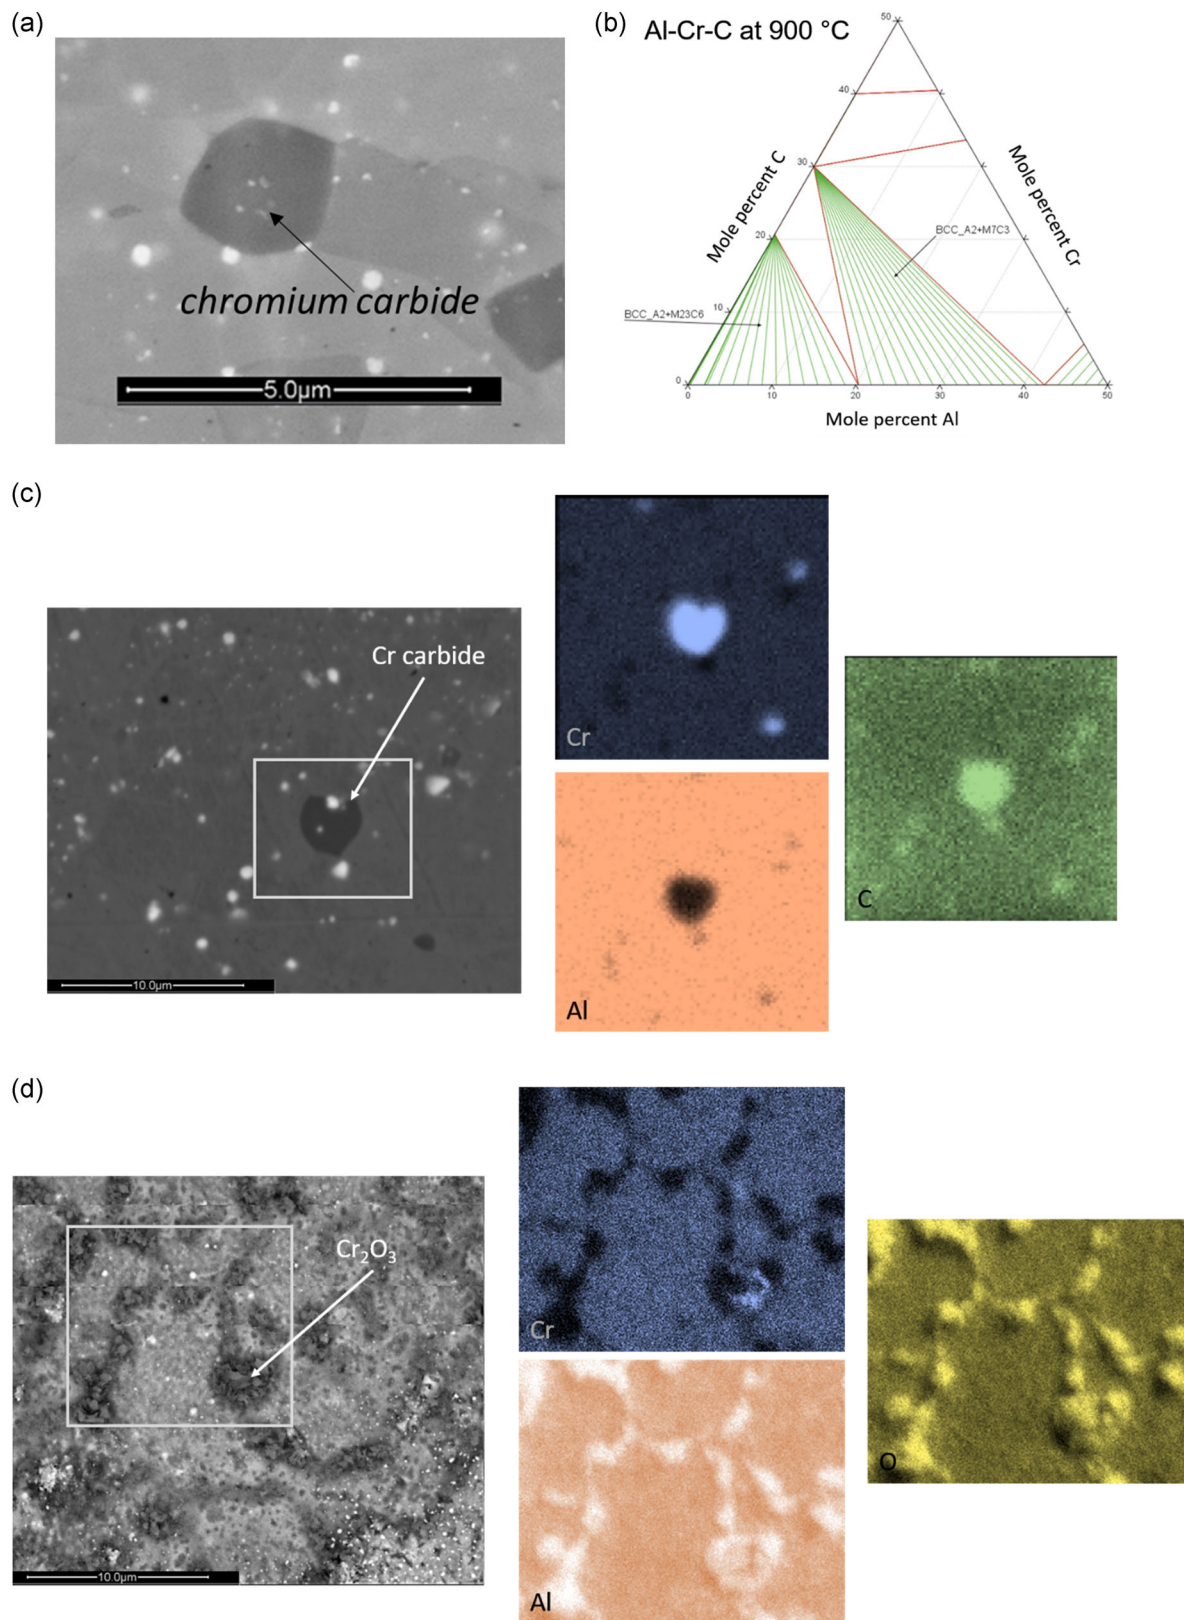 (a)
chromium carbide
5.0µm
(b)
Al-Cr-C at 900 °C
50
40
30
20
10
0
Mole percent C
Mole percent Cr
BCC_A2+M7C3
BCC_A2+M23C6
0
10
20
30
40
50
Mole percent Al
(c)
Cr carbide
10.0µm
Cr
Al
C
(d)
Cr₂O₃
10.0µm
Cr
Al
O